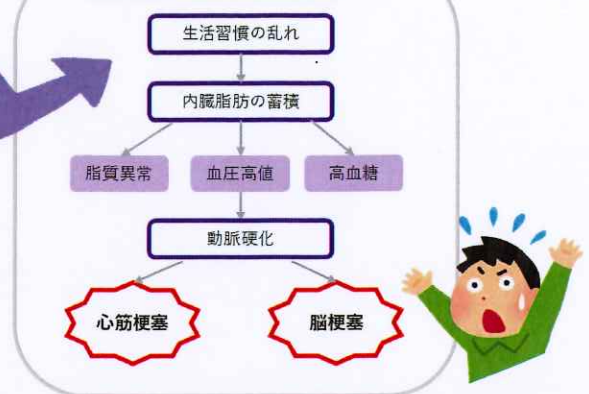 生活習慣の乱れ
内臓脂肪の蓄積
脂質異常 血圧高値 高血糖
動脈硬化
心筋梗塞 脳梗塞